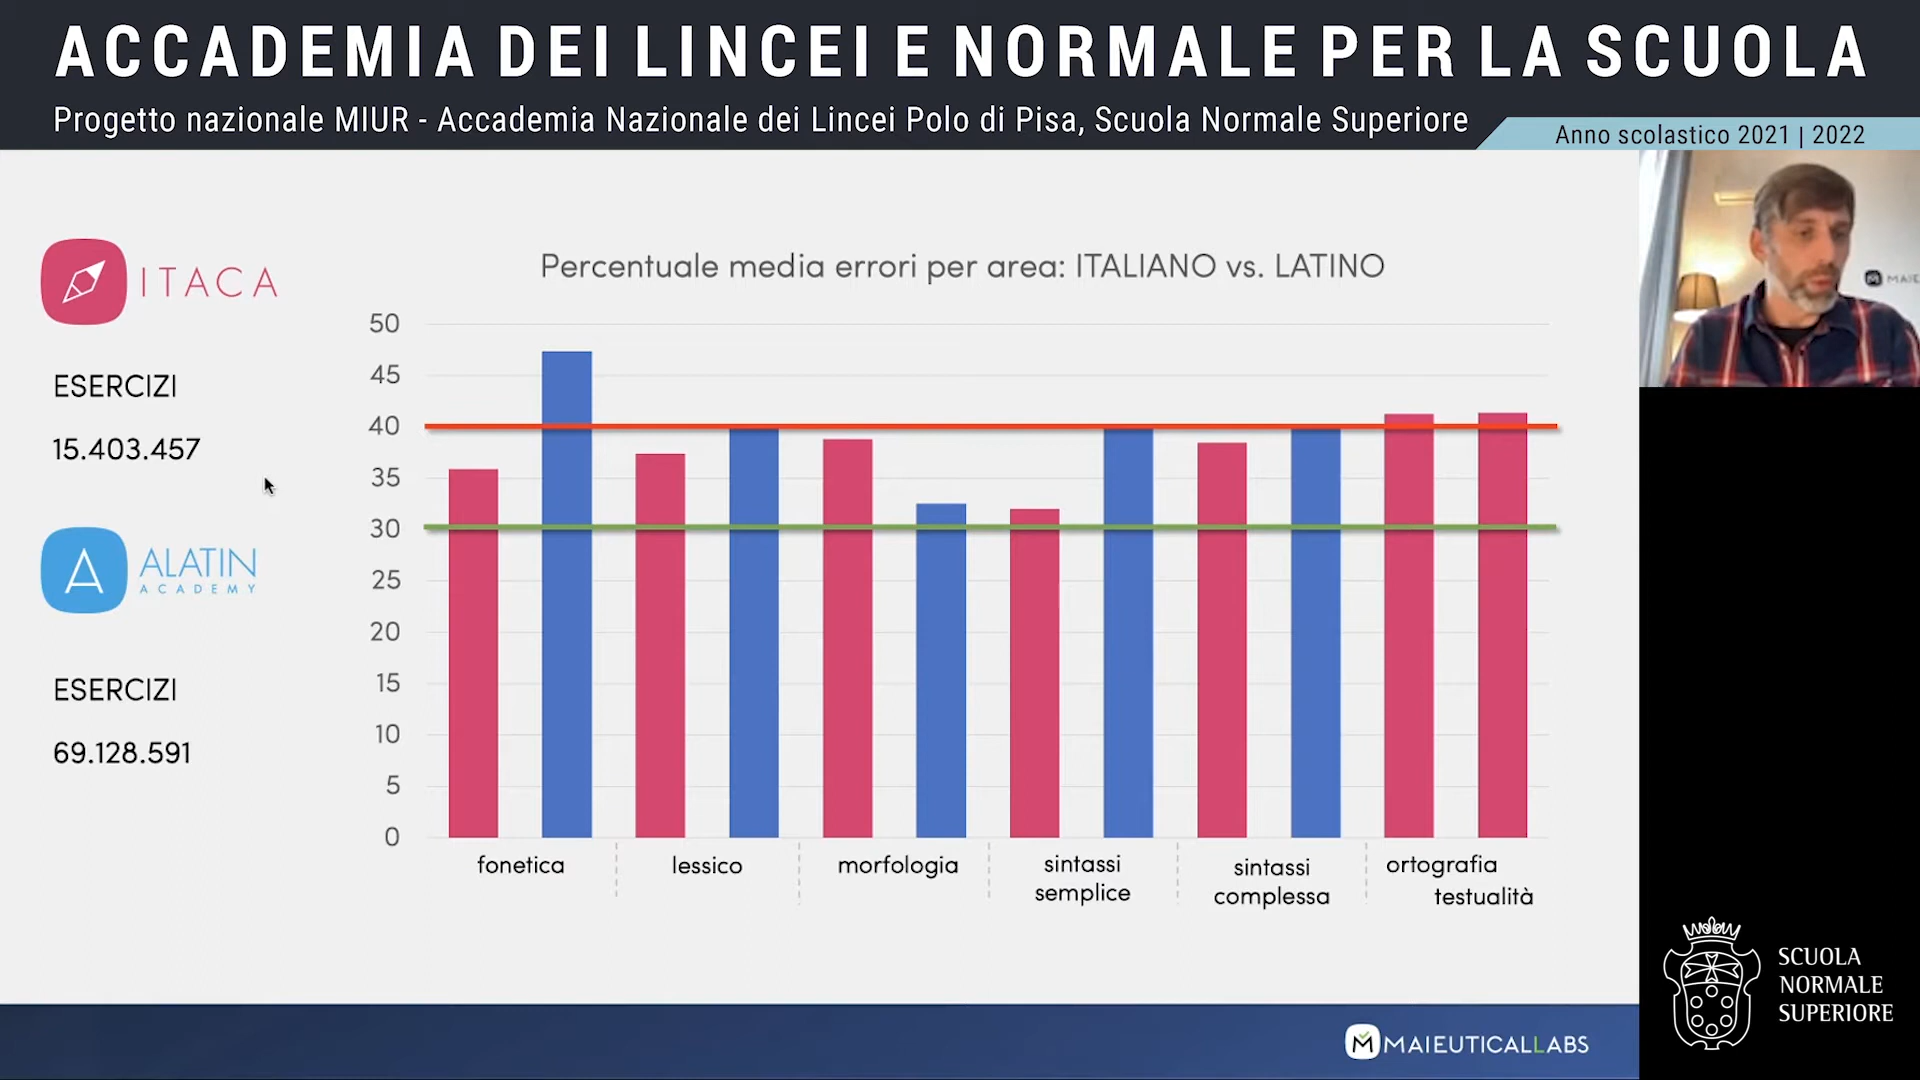 ACCADEMIA DEI LINCEI E NORMALE PER LA SCUOLA
Progetto nazionale MIUR - Accademia Nazionale dei Lincei Polo di Pisa, Scuola Normale Superiore
Anno scolastico 2021 | 2022
ITACA
ESERCIZI
15.403.457
ALATIN
ACADEMY
ESERCIZI
69.128.591
Percentuale media errori per area: ITALIANO vs. LATINO
50
45
40
35
30
25
20
15
10
5
0
fonetica
lessico
morfologia
sintassi
semplice
sintassi
complessa
ortografia
testualità
MAIE
MAIEUTICALLABS
SCUOLA
NORMALE
SUPERIORE